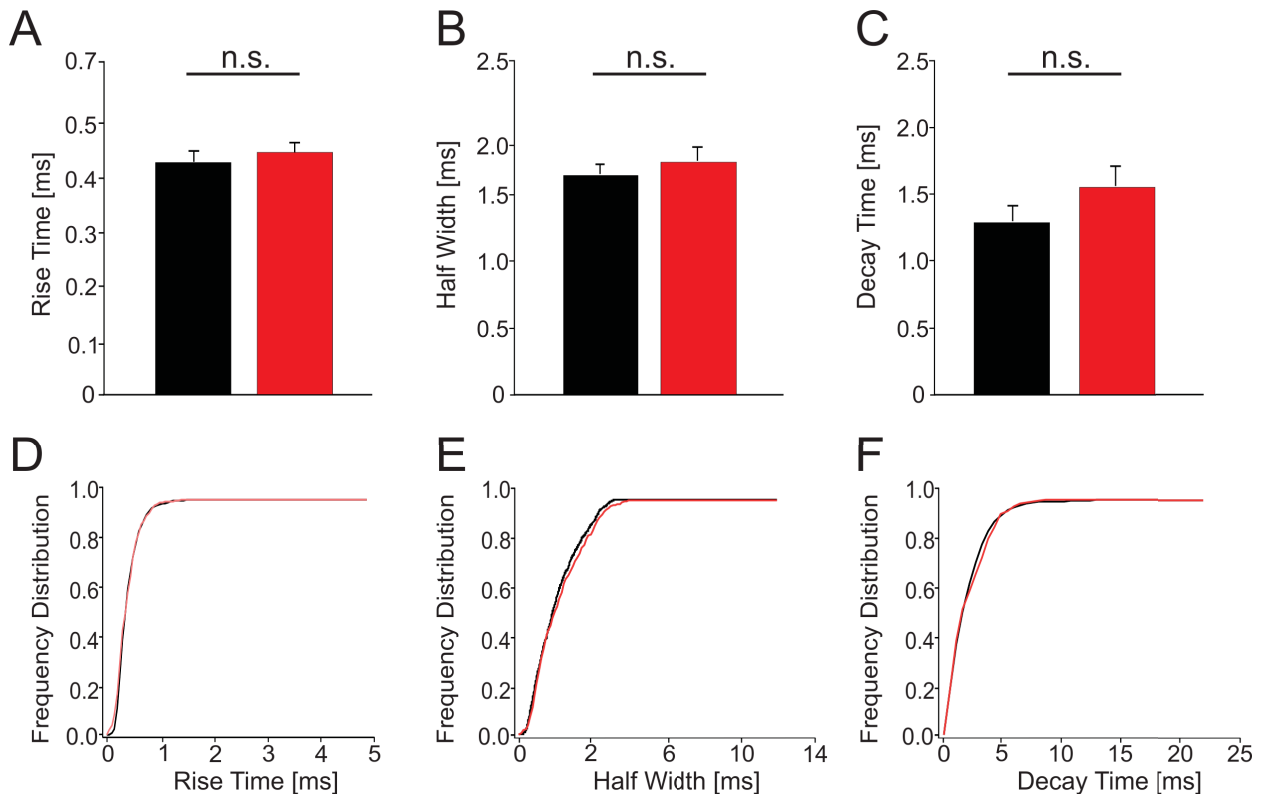 A
n.s.
0.7
0.5
0.4
0.3
0.2
0.1
0
Rise Time [ms]
B
n.s.
2.5
2.0
1.5
1.0
0.5
0
Half Width [ms]
C
n.s.
2.5
2.0
1.5
1.0
0.5
0
Decay Time [ms]
D
1.0
0.8
0.6
0.4
0.2
0.0
Frequency Distribution
0 1 2 3 4 5
Rise Time [ms]
E
1.0
0.8
0.6
0.4
0.2
0.0
Frequency Distribution
0 2 6 10 14
Half Width [ms]
F
1.0
0.8
0.6
0.4
0.2
0.0
Frequency Distribution
0 5 10 15 20 25
Decay Time [ms]